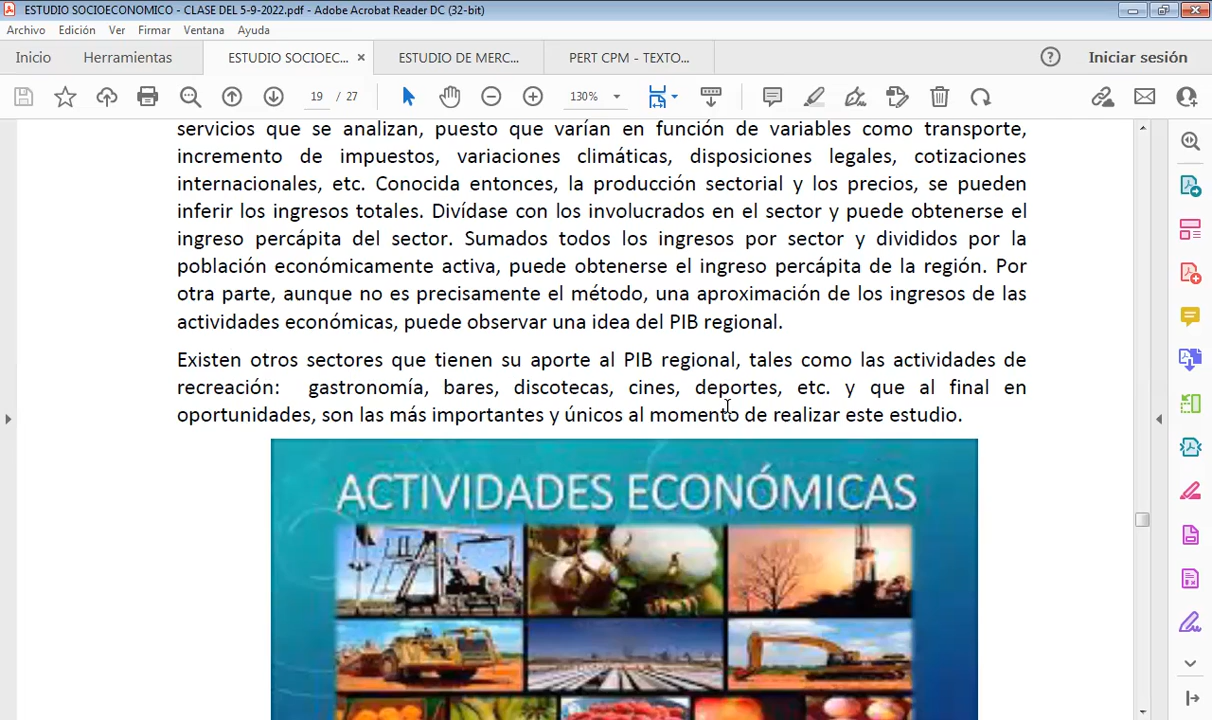 ESTUDIO SOCIOECONOMICO - CLASE DEL 5-9-2022.pdf - Adobe Acrobat Reader DC (32-bit)
Archivo Edición Ver Firmar Ventana Ayuda
Inicio Herramientas ESTUDIO SOCIOEC... × ESTUDIO DE MERC... PERT CPM - TEXTO... Iniciar sesión
19 / 27 130%
servicios que se analizan, puesto que varían en función de variables como transporte,
incremento de impuestos, variaciones climáticas, disposiciones legales, cotizaciones
internacionales, etc. Conocida entonces, la producción sectorial y los precios, se pueden
inferir los ingresos totales. Divídase con los involucrados en el sector y puede obtenerse el
ingreso percápita del sector. Sumados todos los ingresos por sector y divididos por la
población económicamente activa, puede obtenerse el ingreso percápita de la región. Por
otra parte, aunque no es precisamente el método, una aproximación de los ingresos de las
actividades económicas, puede observar una idea del PIB regional.
Existen otros sectores que tienen su aporte al PIB regional, tales como las actividades de
recreación: gastronomía, bares, discotecas, cines, deportes, etc. y que al final en
oportunidades, son las más importantes y únicos al momento de realizar este estudio.
ACTIVIDADES ECONÓMICAS